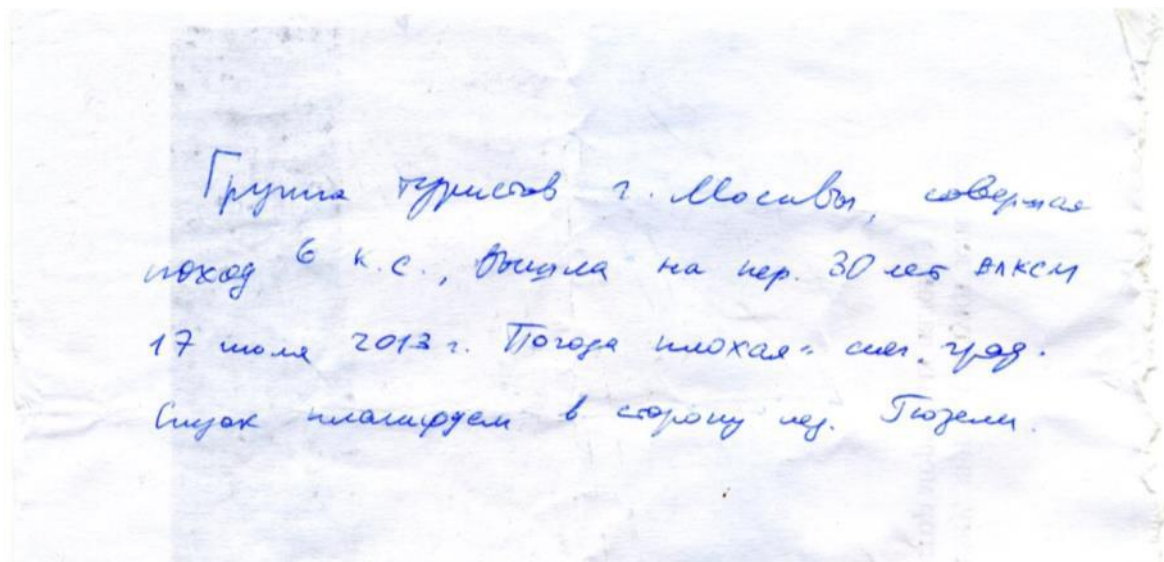 Группа туристов г. Москвы, совершая
поход 6 к.с., вышла на пер. 30 лет ВЛКСМ
17 июля 2013 г. Погода плохая: снег, град.
Спуск планируем в сторону лед. Гюзели.